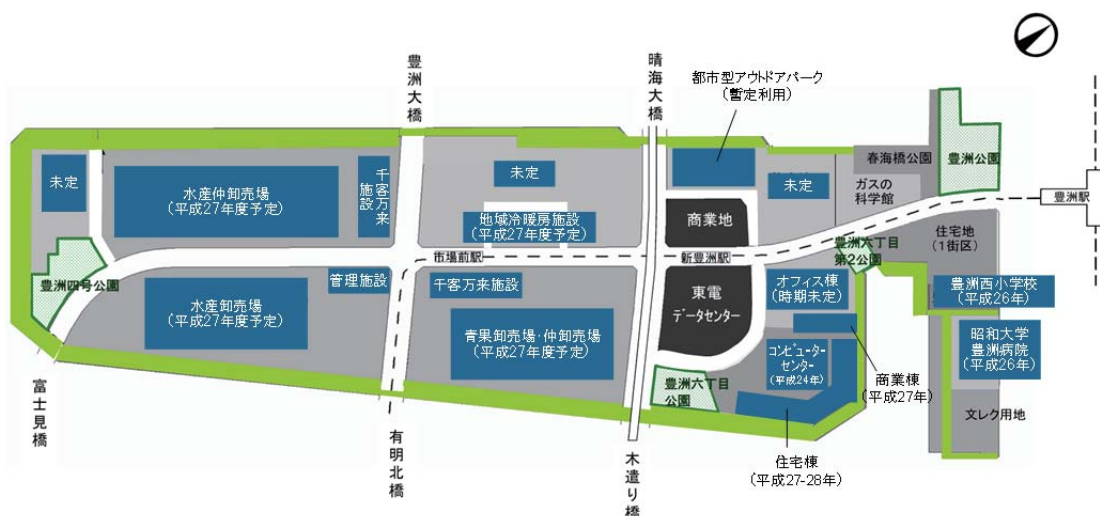 豊洲大橋
晴海大橋
都市型アウトドアパーク
(暫定利用)
未定
水産仲卸売場
(平成27年度予定)
千客万来
施設
未定
地域冷暖房施設
(平成27年度予定)
商業地
未定
春海橋公園
ガスの
科学館
豊洲公園
豊洲駅
住宅地
(1街区)
豊洲四号公園
管理施設
市場前駅
千客万来施設
新豊洲駅
豊洲六丁目
第2公園
水産卸売場
(平成27年度予定)
青果卸売場・仲卸売場
(平成27年度予定)
東電
データセンター
オフィス棟
(時期未定)
豊洲西小学校
(平成26年)
昭和大学
豊洲病院
(平成26年)
コンピューター
センター
(平成24年)
豊洲六丁目
公園
商業棟
(平成27年)
文レク用地
富士見橋
有明北橋
木遣り橋
住宅棟
(平成27-28年)